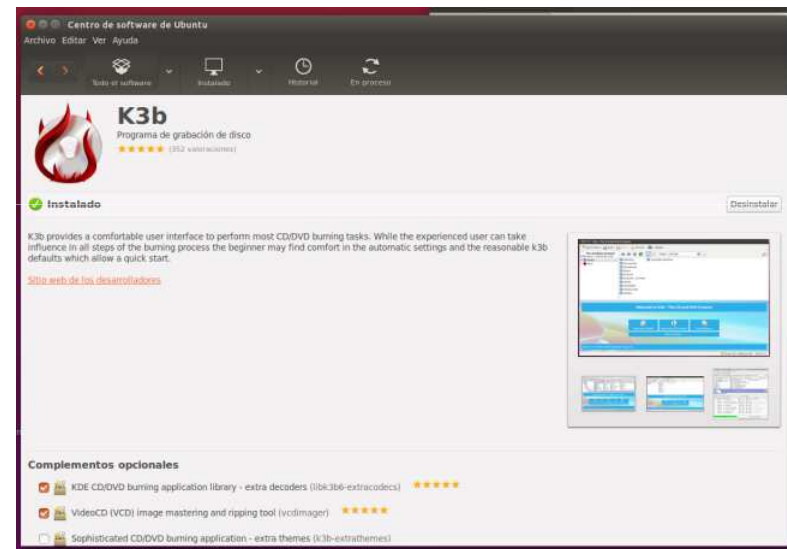 Centro de software de Ubuntu
Archivo Editar Ver Ayuda
Todo el software Instalado Historial En proceso
K3b
Programa de grabación de disco
(352 valoraciones)
Instalado
Desinstalar
K3b provides a comfortable user interface to perform most CD/DVD burning tasks. While the experienced user can take
influence in all steps of the burning process the beginner may find comfort in the automatic settings and the reasonable k3b
defaults which allow a quick start.
Sitio web de los desarrolladores
Complementos opcionales
KDE CD/DVD burning application library - extra decoders (libk3b6-extracodecs)
VideoCD (VCD) image mastering and ripping tool (vcdimager)
Sophisticated CD/DVD burning application - extra themes (k3b-extrathemes)